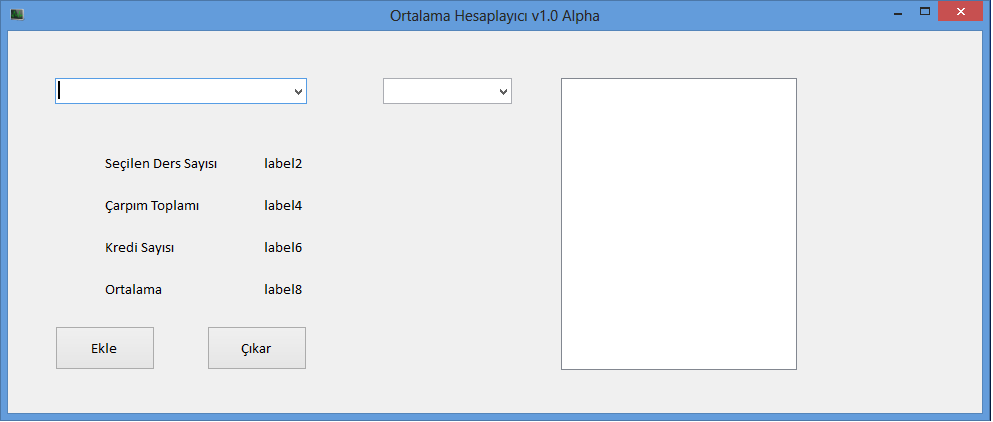 Ortalama Hesaplayıcı v1.0 Alpha
Seçilen Ders Sayısı label2
Çarpım Toplamı label4
Kredi Sayısı label6
Ortalama label8
Ekle Çıkar